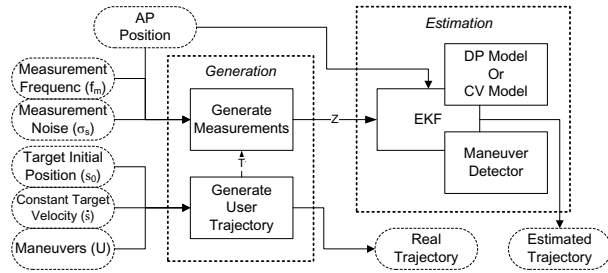 AP
Position
Estimation
Measurement
Frequenc (fm)
Generation
DP Model
Or
CV Model
Measurement
Noise (σs)
Generate
Measurements
Z
EKF
Target Initial
Position (s0)
T
Maneuver
Detector
Constant Target
Velocity (ṡ)
Generate
User
Trajectory
Maneuvers (U)
Real
Trajectory
Estimated
Trajectory